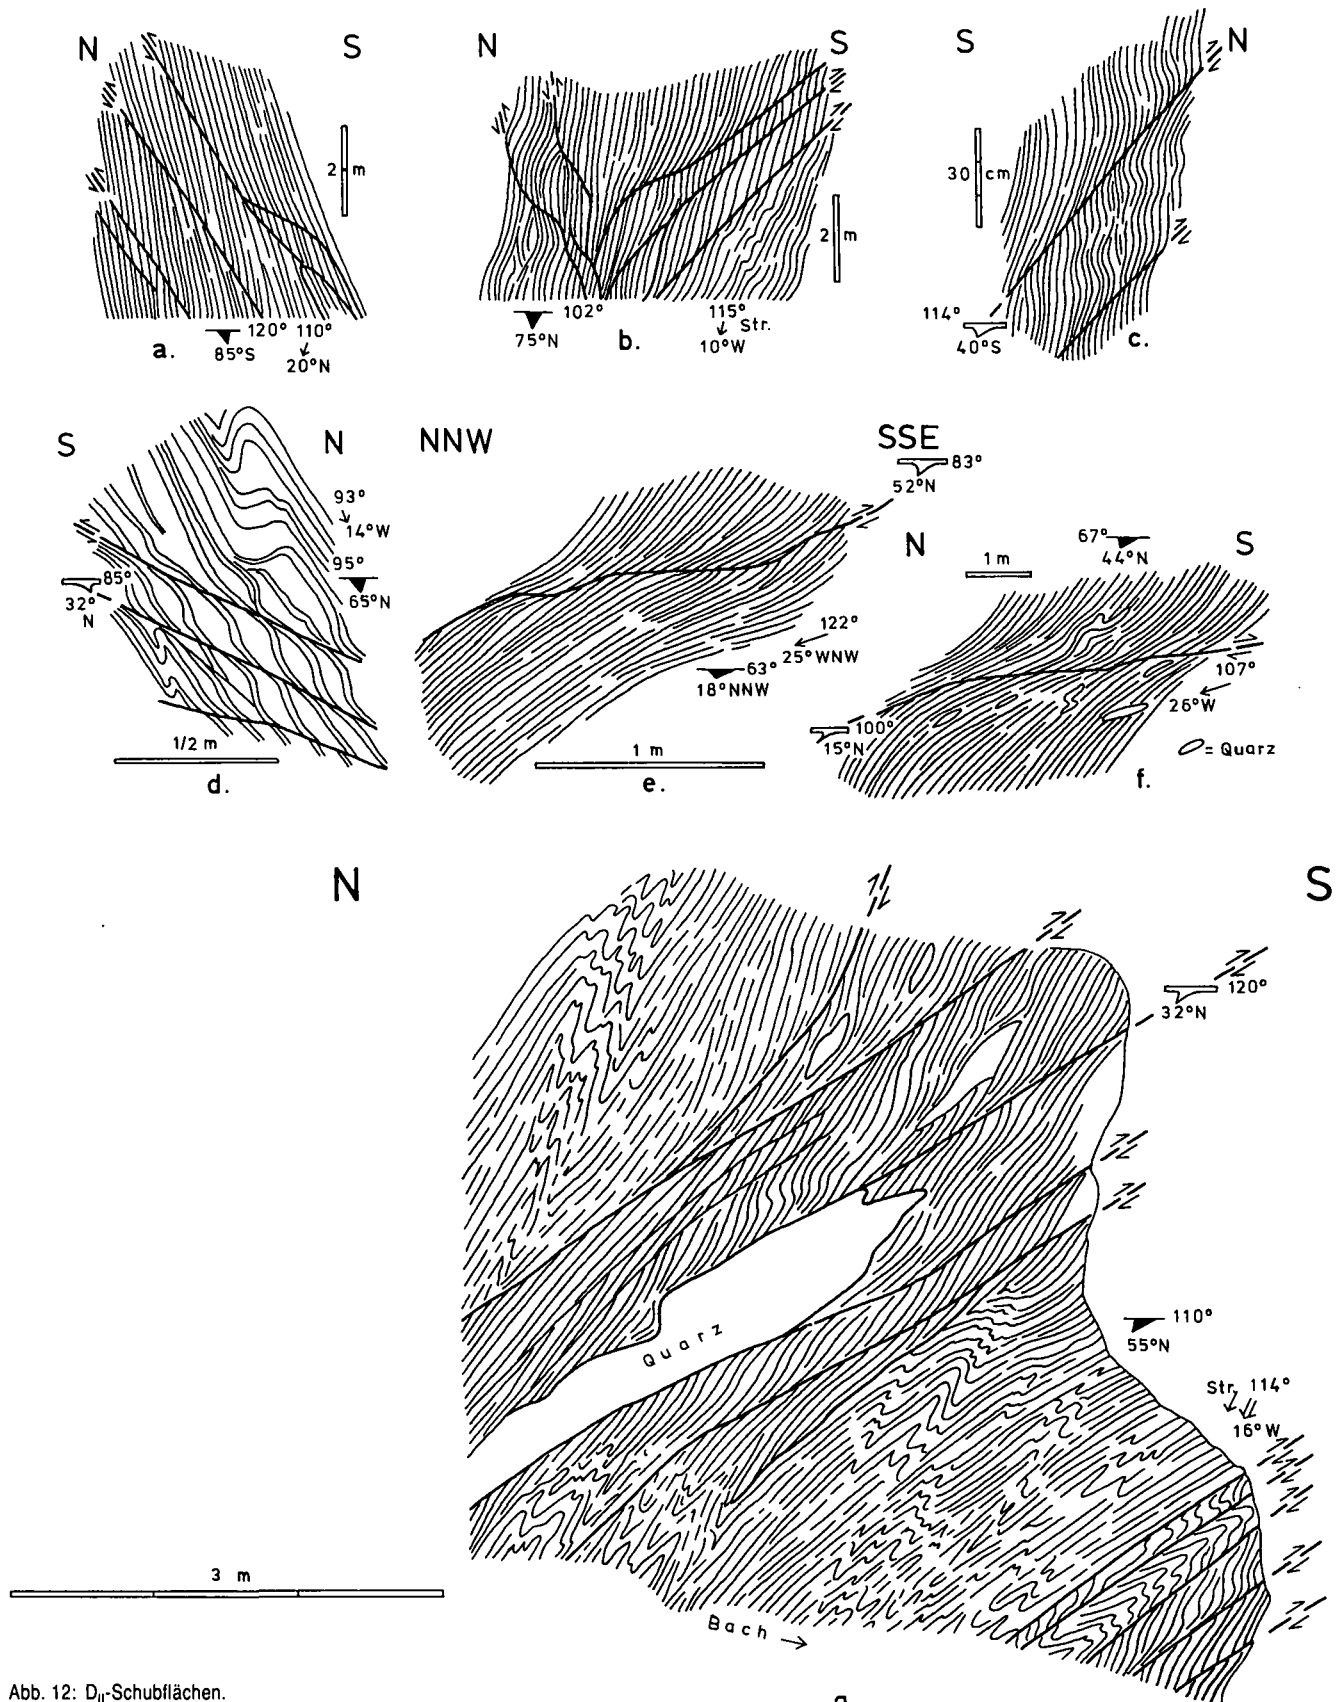 N S
2 m
120° 110°
85°S
20°N
a.
N S
2 m
102° 115°
Str.
75°N 10°W
b.
S N
30 cm
114°
40°S
c.
S N
93°
14°W
95°
65°N
85°
32°
N
1/2 m
d.
NNW SSE
83°
52°N
122°
25°WNW
63°
18°NNW
1 m
e.
N S
67°
44°N
1 m
107°
26°W
100°
15°N
= Quarz
f.
N S
120°
32°N
Quarz
110°
55°N
Str. 114°
16°W
3 m
Bach →
g
Abb. 12: DII-Schubflächen.